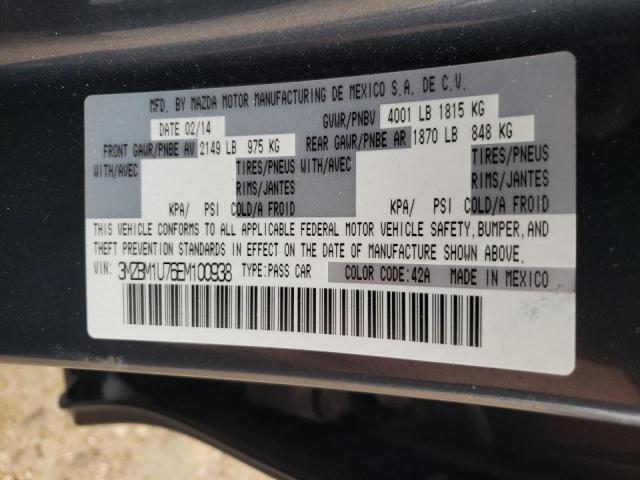 MFD. BY MAZDA MOTOR MANUFACTURING DE MEXICO S.A. DE C.V.
DATE 02/14 GVWR/PNBV 4001 LB 1815 KG
FRONT GAWR/PNBE AV 2149 LB 975 KG REAR GAWR/PNBE AR 1870 LB 848 KG
WITH/AVEC TIRES/PNEUS WITH/AVEC TIRES/PNEUS
RIMS/JANTES RIMS/JANTES
KPA/ PSI COLD/A FROID KPA/ PSI COLD/A FROID
THIS VEHICLE CONFORMS TO ALL APPLICABLE FEDERAL MOTOR VEHICLE SAFETY, BUMPER, AND
THEFT PREVENTION STANDARDS IN EFFECT ON THE DATE OF MANUFACTURE SHOWN ABOVE.
VIN: 3MZBM1U76EM100938 TYPE:PASS CAR COLOR CODE:42A MADE IN MEXICO